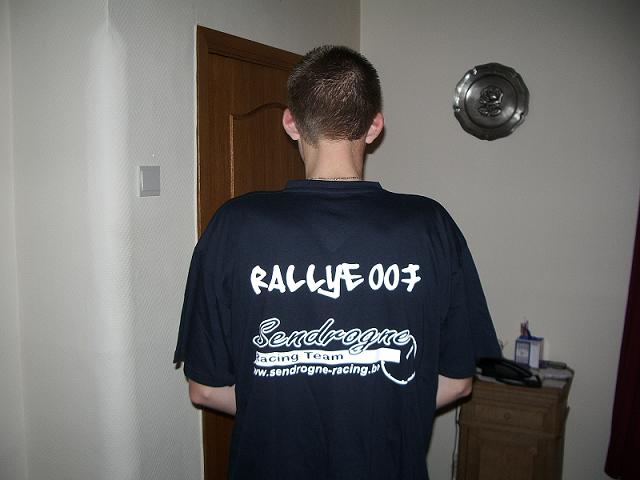 RALLYE 007
Sendrogne
Racing Team
www.sendrogne-racing.be